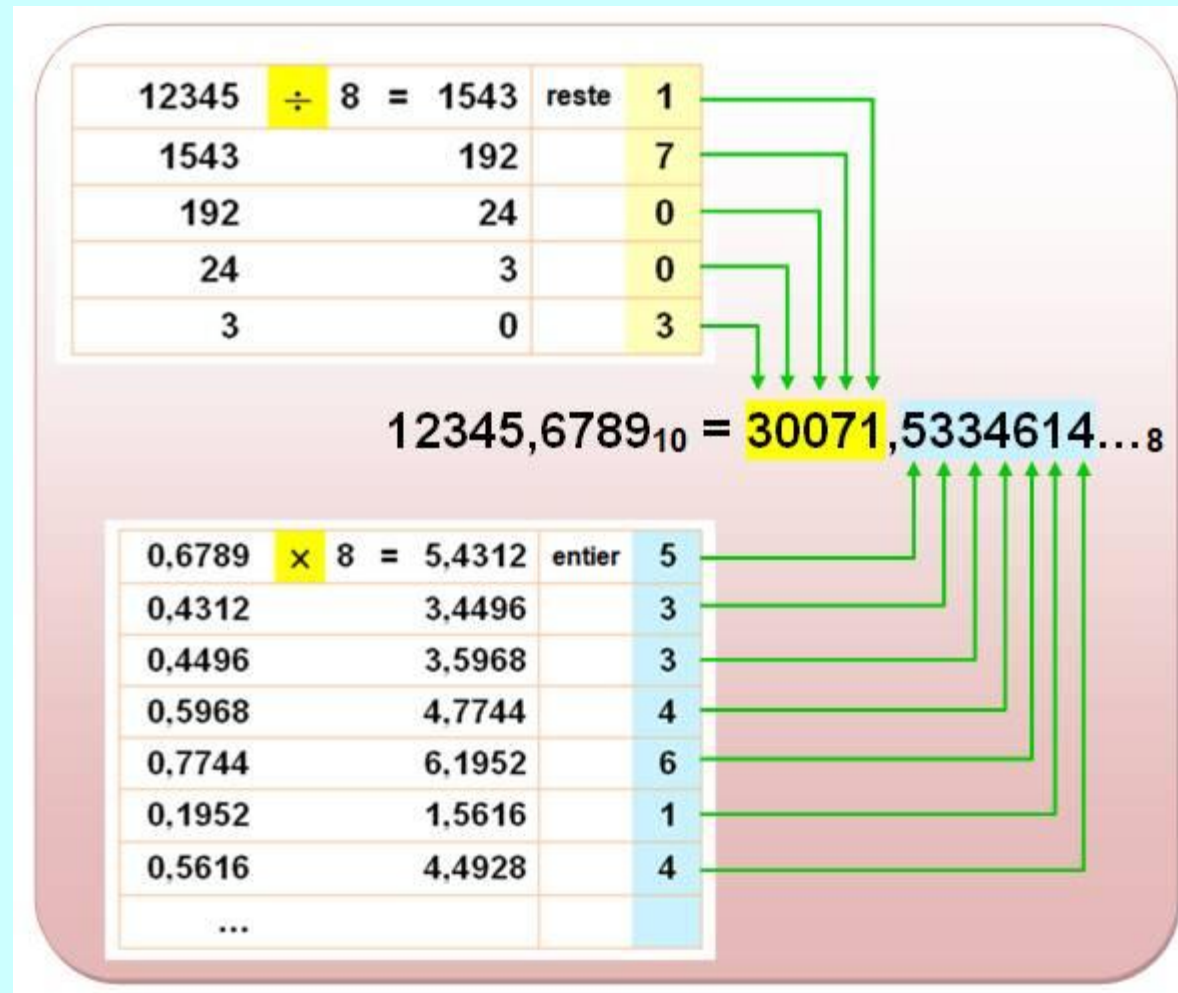 12345 ÷ 8 = 1543 reste 1
1543 192 7
192 24 0
24 3 0
3 0 3
12345,6789₁₀ = 30071,5334614...₈
0,6789 × 8 = 5,4312 entier 5
0,4312 3,4496 3
0,4496 3,5968 3
0,5968 4,7744 4
0,7744 6,1952 6
0,1952 1,5616 1
0,5616 4,4928 4
...